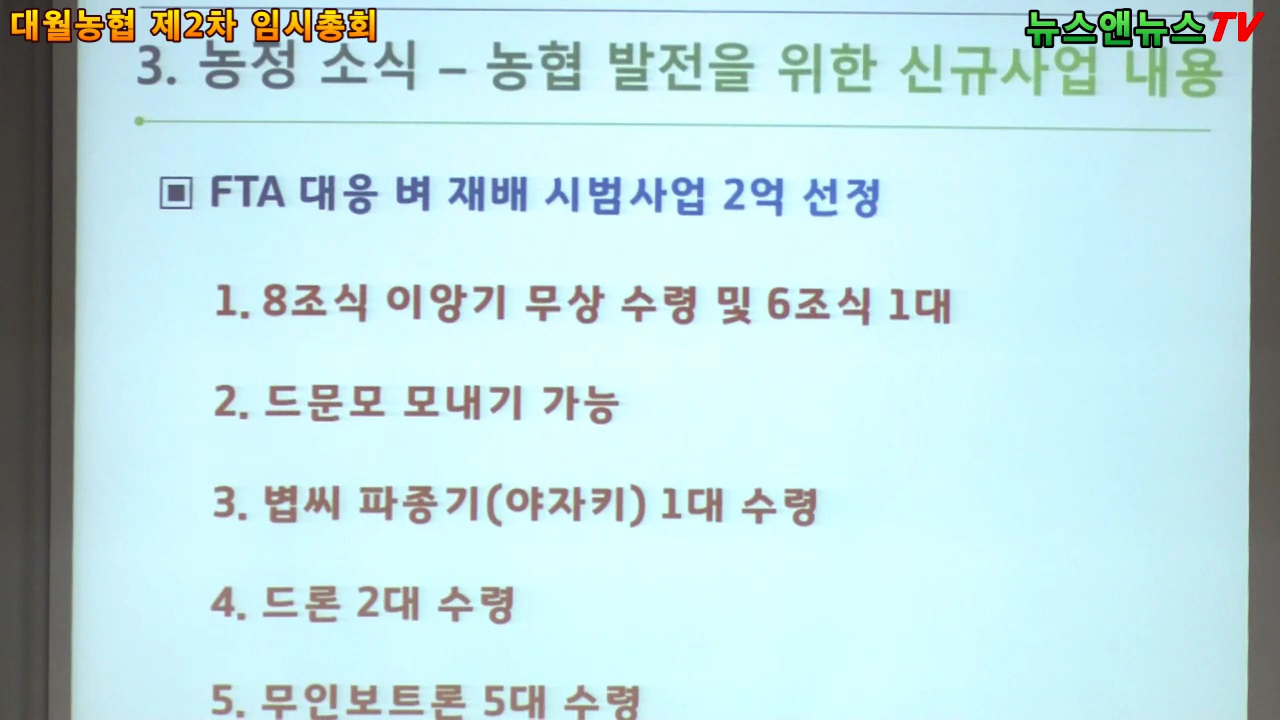 대월농협 제2차 임시총회
뉴스앤뉴스TV
3. 농정 소식 – 농협 발전을 위한 신규사업 내용
▣ FTA 대응 벼 재배 시범사업 2억 선정
1. 8조식 이앙기 무상 수령 및 6조식 1대
2. 드문모 모내기 가능
3. 볍씨 파종기(야자키) 1대 수령
4. 드론 2대 수령
5. 무인보트론 5대 수령